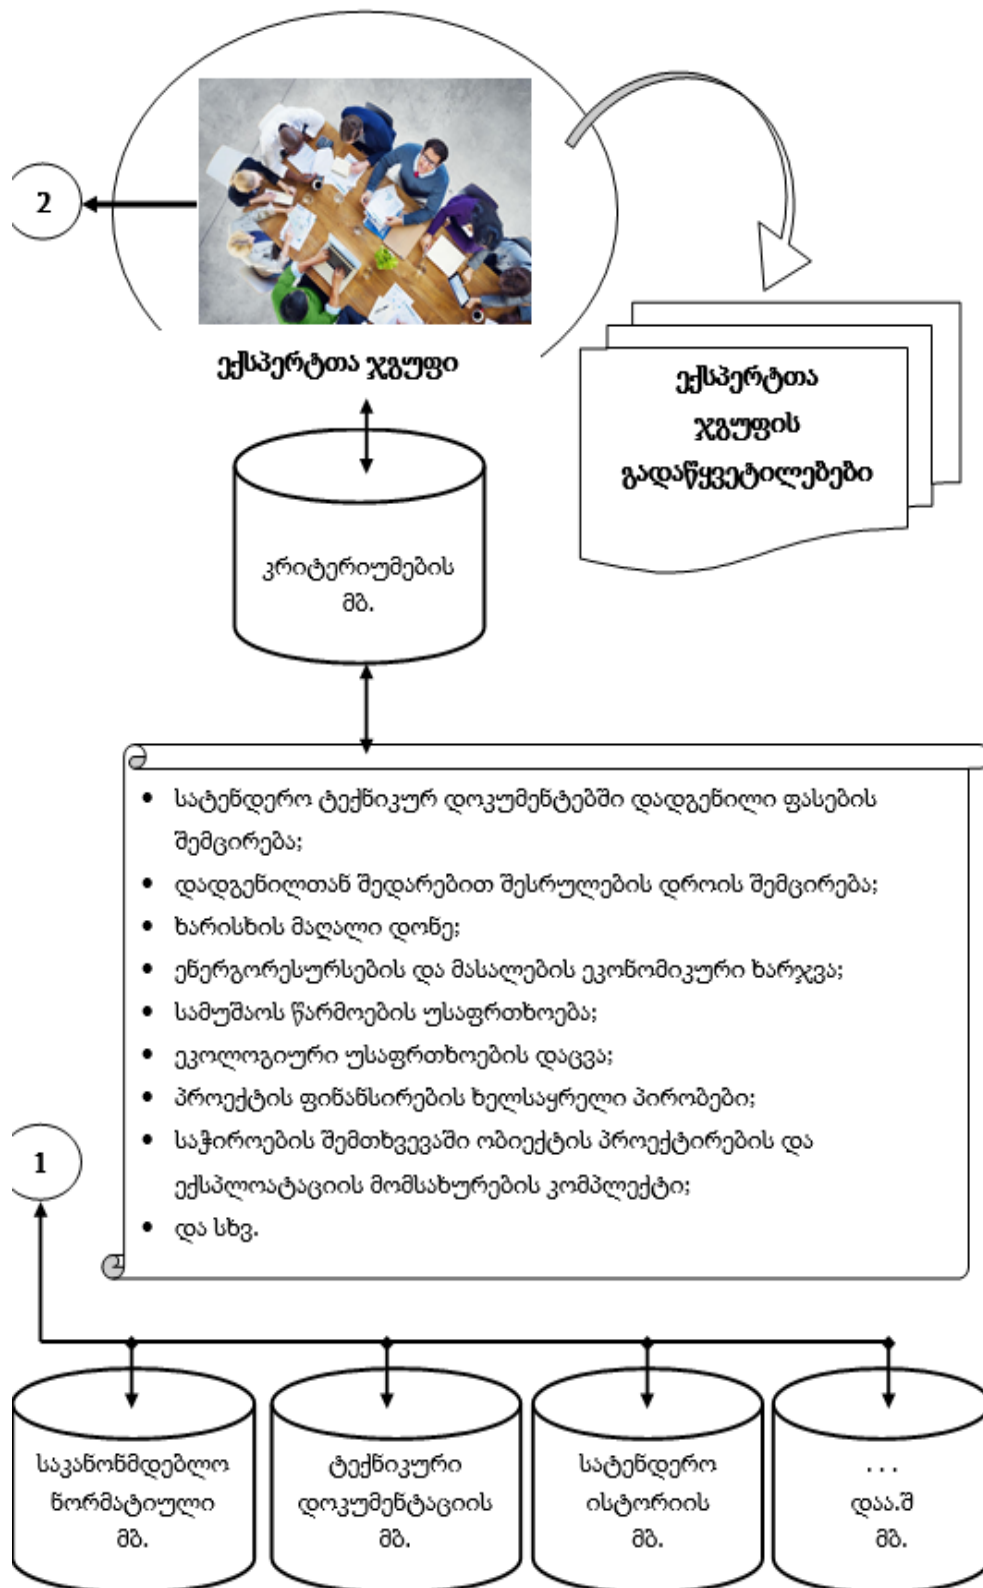 2
ექსპერტთა ჯგუფი
ექსპერტთა
ჯგუფის
გადაწყვეტილებები
კრიტერიუმების
მბ.
• სატენდერო ტექნიკურ დოკუმენტებში დადგენილი ფასების
შემცირება;
• დადგენილთან შედარებით შესრულების დროის შემცირება;
• ხარისხის მაღალი დონე;
• ენერგორესურსების და მასალების ეკონომიკური ხარჯვა;
• სამუშაოს წარმოების უსაფრთხოება;
• ეკოლოგიური უსაფრთხოების დაცვა;
• პროექტის ფინანსირების ხელსაყრელი პირობები;
• საჭიროების შემთხვევაში ობიექტის პროექტირების და
ექსპლოატაციის მომსახურების კომპლექტი;
• და სხვ.
1
საკანონმდებლო
ნორმატიული
მბ.
ტექნიკური
დოკუმენტაციის
მბ.
სატენდერო
ისტორიის
მბ.
. . .
დაა.შ
მბ.